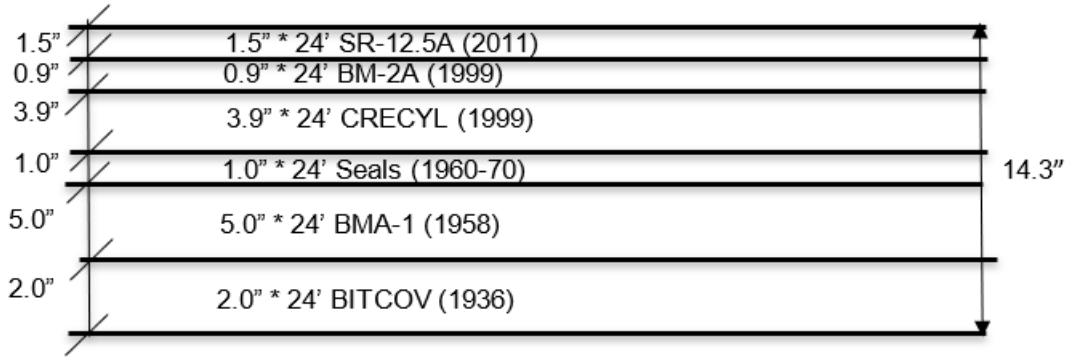 1.5” 1.5” * 24’ SR-12.5A (2011)
0.9” 0.9” * 24’ BM-2A (1999)
3.9” 3.9” * 24’ CRECYL (1999)
1.0” 1.0” * 24’ Seals (1960-70) 14.3”
5.0” 5.0” * 24’ BMA-1 (1958)
2.0” 2.0” * 24’ BITCOV (1936)